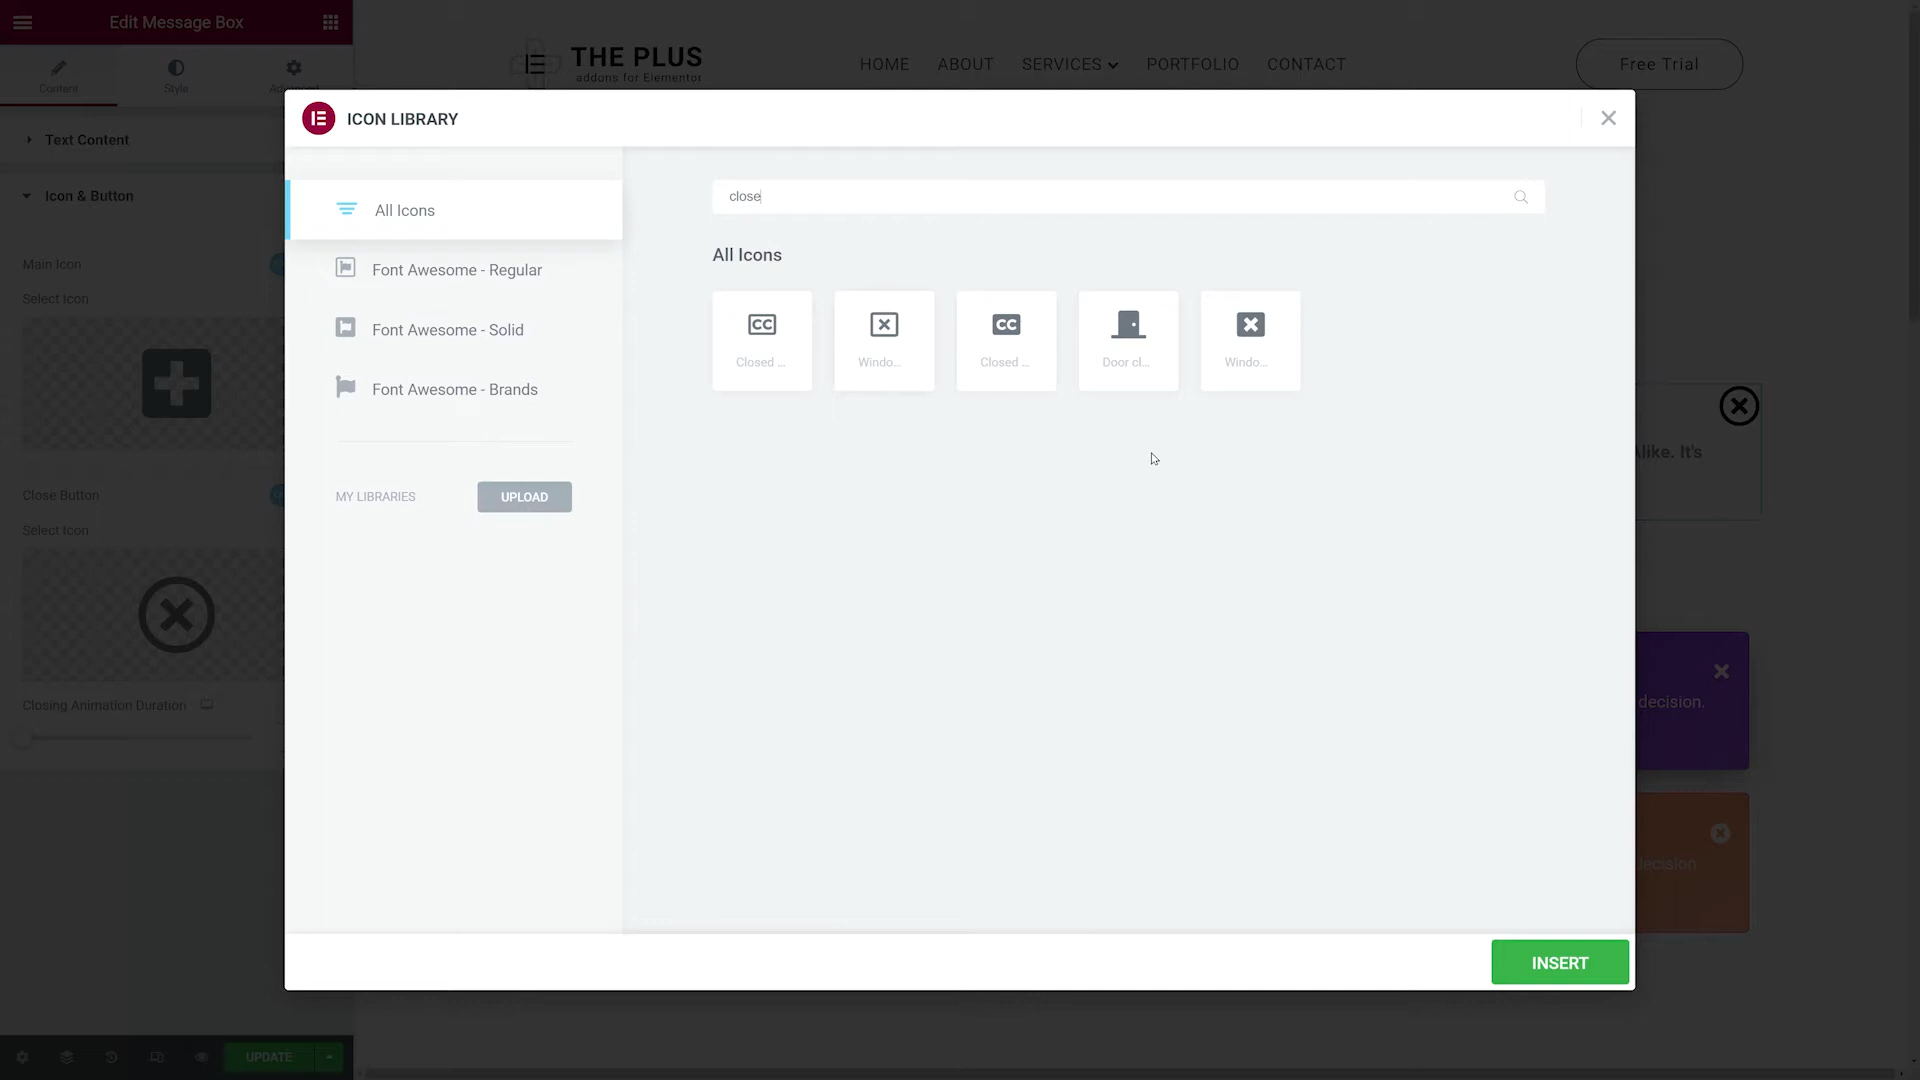 Edit Message Box
Content
Style
Advanced
Text Content
Icon & Button
Main Icon
Select Icon
Close Button
Select Icon
Closing Animation Duration
UPDATE
THE PLUS
addons for Elementor
HOME
ABOUT
SERVICES
PORTFOLIO
CONTACT
Free Trial
ICON LIBRARY
All Icons
Font Awesome - Regular
Font Awesome - Solid
Font Awesome - Brands
MY LIBRARIES
UPLOAD
close
All Icons
CC
CC
Closed ...
Windo...
Closed ...
Door cl...
Windo...
INSERT
Alike. It's
decision.
decision